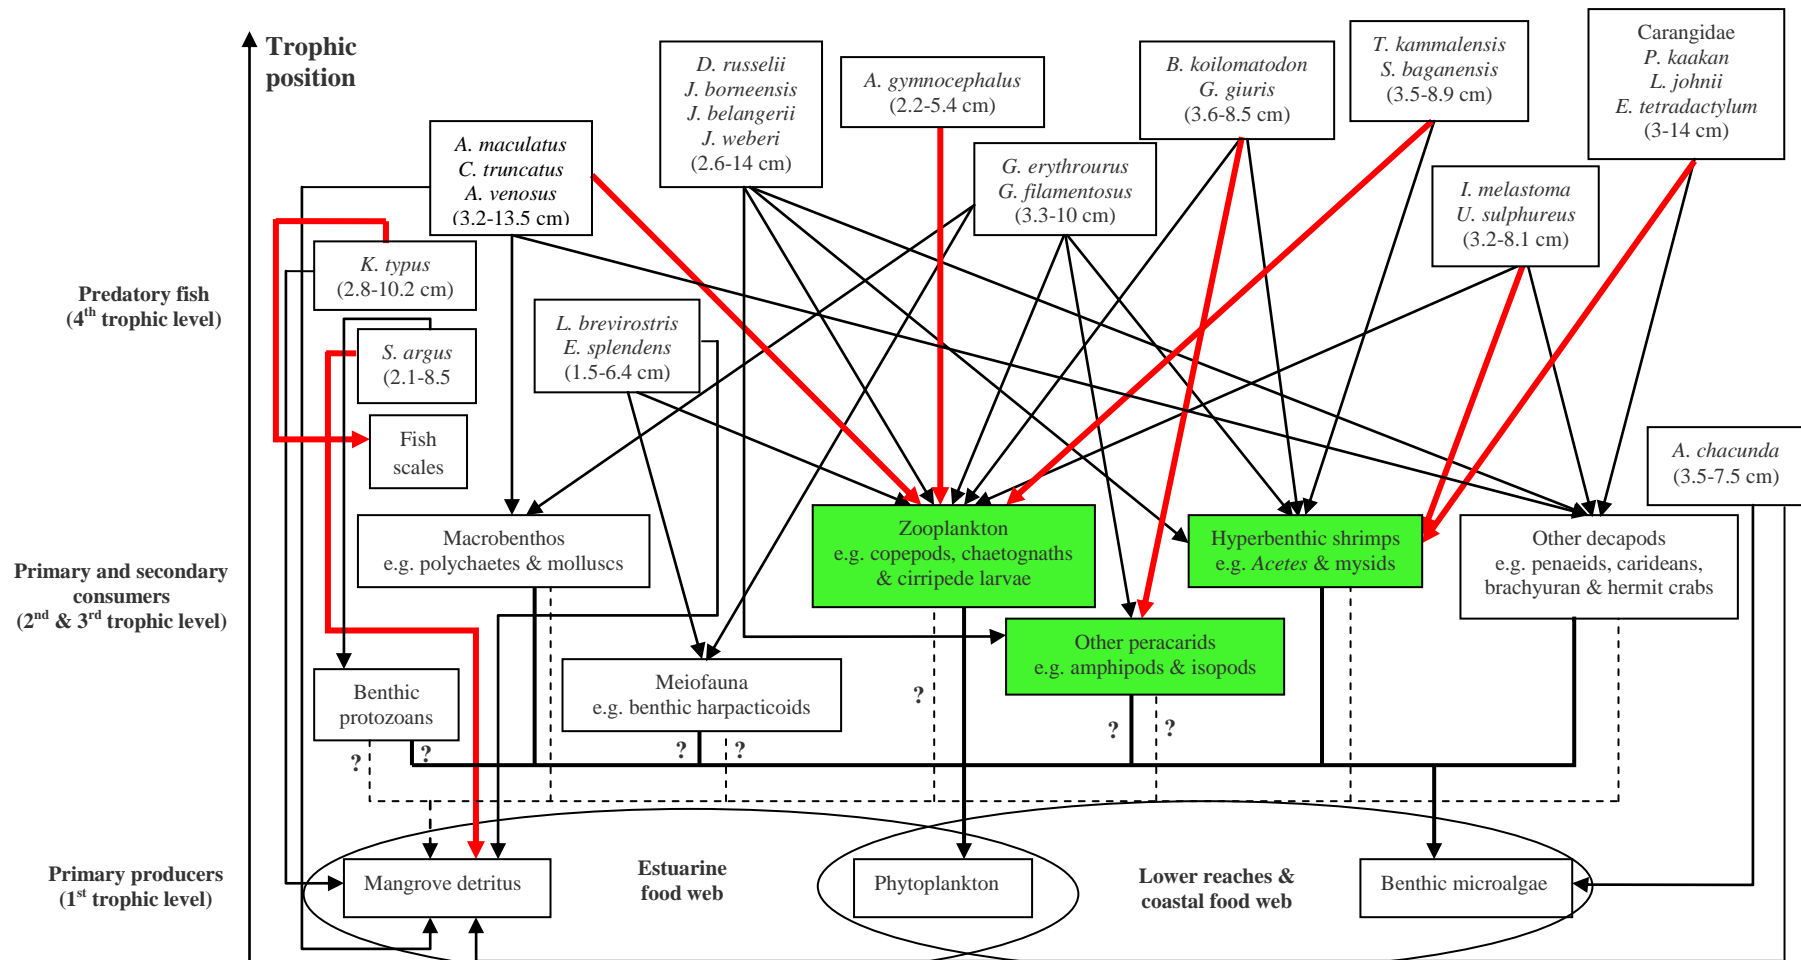 Trophic
position
D. russelii
J. borneensis
J. belangerii
J. weberi
(2.6-14 cm)
A. gymnocephalus
(2.2-5.4 cm)
B. koilomatodon
G. giuris
(3.6-8.5 cm)
T. kammalensis
S. baganensis
(3.5-8.9 cm)
Carangidae
P. kaakan
L. johnii
E. tetradactylum
(3-14 cm)
A. maculatus
C. truncatus
A. venosus
(3.2-13.5 cm)
G. erythrourus
G. filamentosus
(3.3-10 cm)
I. melastoma
U. sulphureus
(3.2-8.1 cm)
K. typus
(2.8-10.2 cm)
Predatory fish
(4th trophic level)
S. argus
(2.1-8.5
L. brevirostris
E. splendens
(1.5-6.4 cm)
Fish
scales
A. chacunda
(3.5-7.5 cm)
Primary and secondary
consumers
(2nd & 3rd trophic level)
Macrobenthos
e.g. polychaetes & molluscs
Zooplankton
e.g. copepods, chaetognaths
& cirripede larvae
Hyperbenthic shrimps
e.g. Acetes & mysids
Other decapods
e.g. penaeids, carideans,
brachyuran & hermit crabs
Other peracarids
e.g. amphipods & isopods
Benthic
protozoans
Meiofauna
e.g. benthic harpacticoids
?
?
?
?
?
?
?
Primary producers
(1st trophic level)
Mangrove detritus
Estuarine
food web
Phytoplankton
Lower reaches &
coastal food web
Benthic microalgae